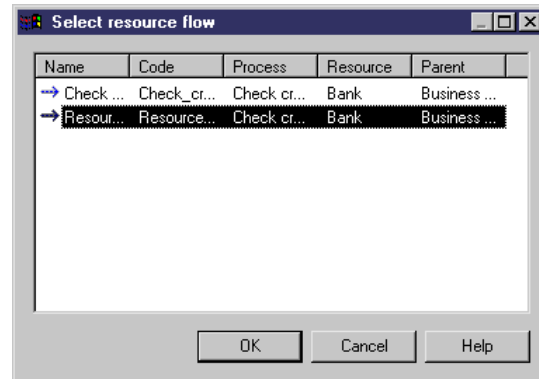 Select resource flow
Name Code Process Resource Parent
Check ... Check_cr... Check cr... Bank Business ...
Resour... Resource... Check cr... Bank Business ...
OK Cancel Help